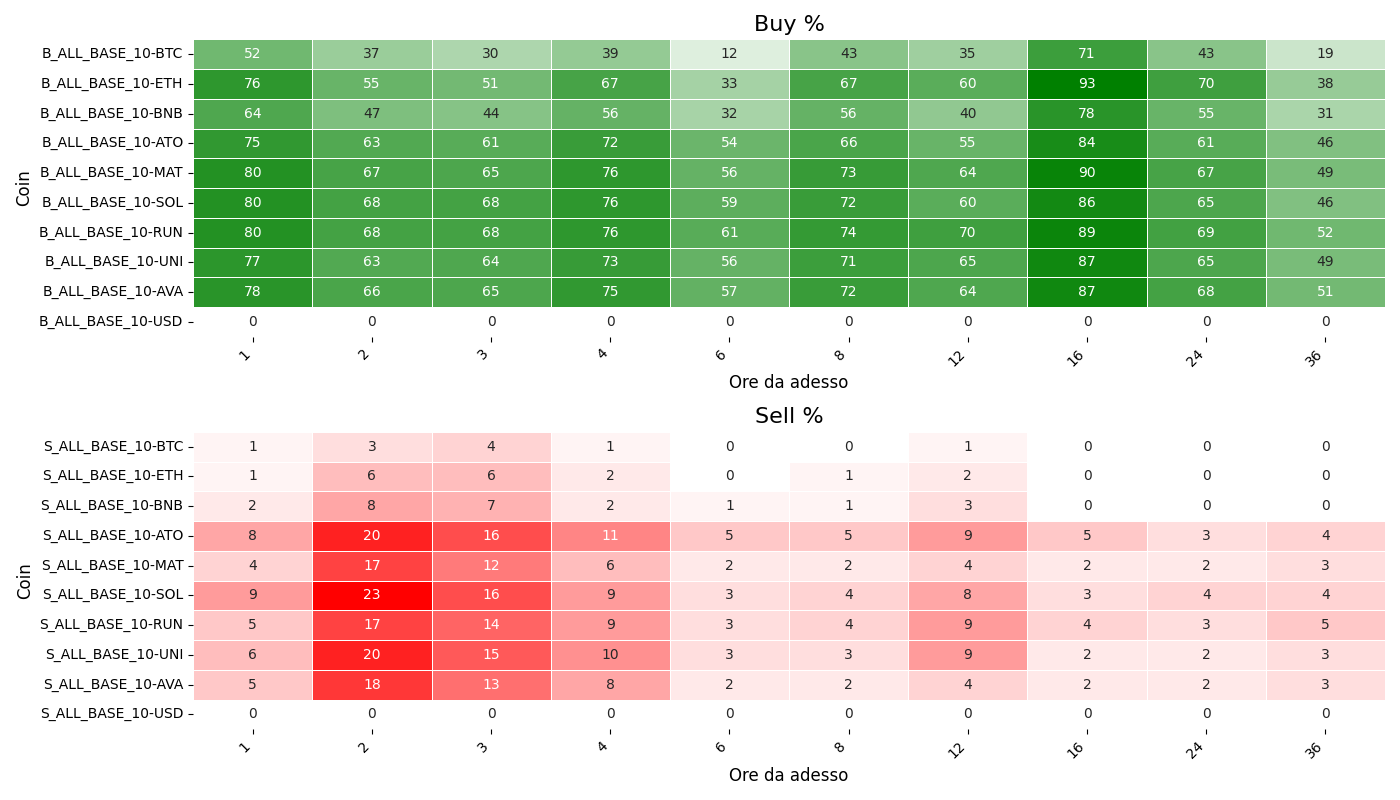 Buy %
Coin
B_ALL_BASE_10-BTC 52 37 30 39 12 43 35 71 43 19
B_ALL_BASE_10-ETH 76 55 51 67 33 67 60 93 70 38
B_ALL_BASE_10-BNB 64 47 44 56 32 56 40 78 55 31
B_ALL_BASE_10-ATO 75 63 61 72 54 66 55 84 61 46
B_ALL_BASE_10-MAT 80 67 65 76 56 73 64 90 67 49
B_ALL_BASE_10-SOL 80 68 68 76 59 72 60 86 65 46
B_ALL_BASE_10-RUN 80 68 68 76 61 74 70 89 69 52
B_ALL_BASE_10-UNI 77 63 64 73 56 71 65 87 65 49
B_ALL_BASE_10-AVA 78 66 65 75 57 72 64 87 68 51
B_ALL_BASE_10-USD 0 0 0 0 0 0 0 0 0 0
1 2 3 4 6 8 12 16 24 36
Ore da adesso
Sell %
Coin
S_ALL_BASE_10-BTC 1 3 4 1 0 0 1 0 0 0
S_ALL_BASE_10-ETH 1 6 6 2 0 1 2 0 0 0
S_ALL_BASE_10-BNB 2 8 7 2 1 1 3 0 0 0
S_ALL_BASE_10-ATO 8 20 16 11 5 5 9 5 3 4
S_ALL_BASE_10-MAT 4 17 12 6 2 2 4 2 2 3
S_ALL_BASE_10-SOL 9 23 16 9 3 4 8 3 4 4
S_ALL_BASE_10-RUN 5 17 14 9 3 4 9 4 3 5
S_ALL_BASE_10-UNI 6 20 15 10 3 3 9 2 2 3
S_ALL_BASE_10-AVA 5 18 13 8 2 2 4 2 2 3
S_ALL_BASE_10-USD 0 0 0 0 0 0 0 0 0 0
1 2 3 4 6 8 12 16 24 36
Ore da adesso